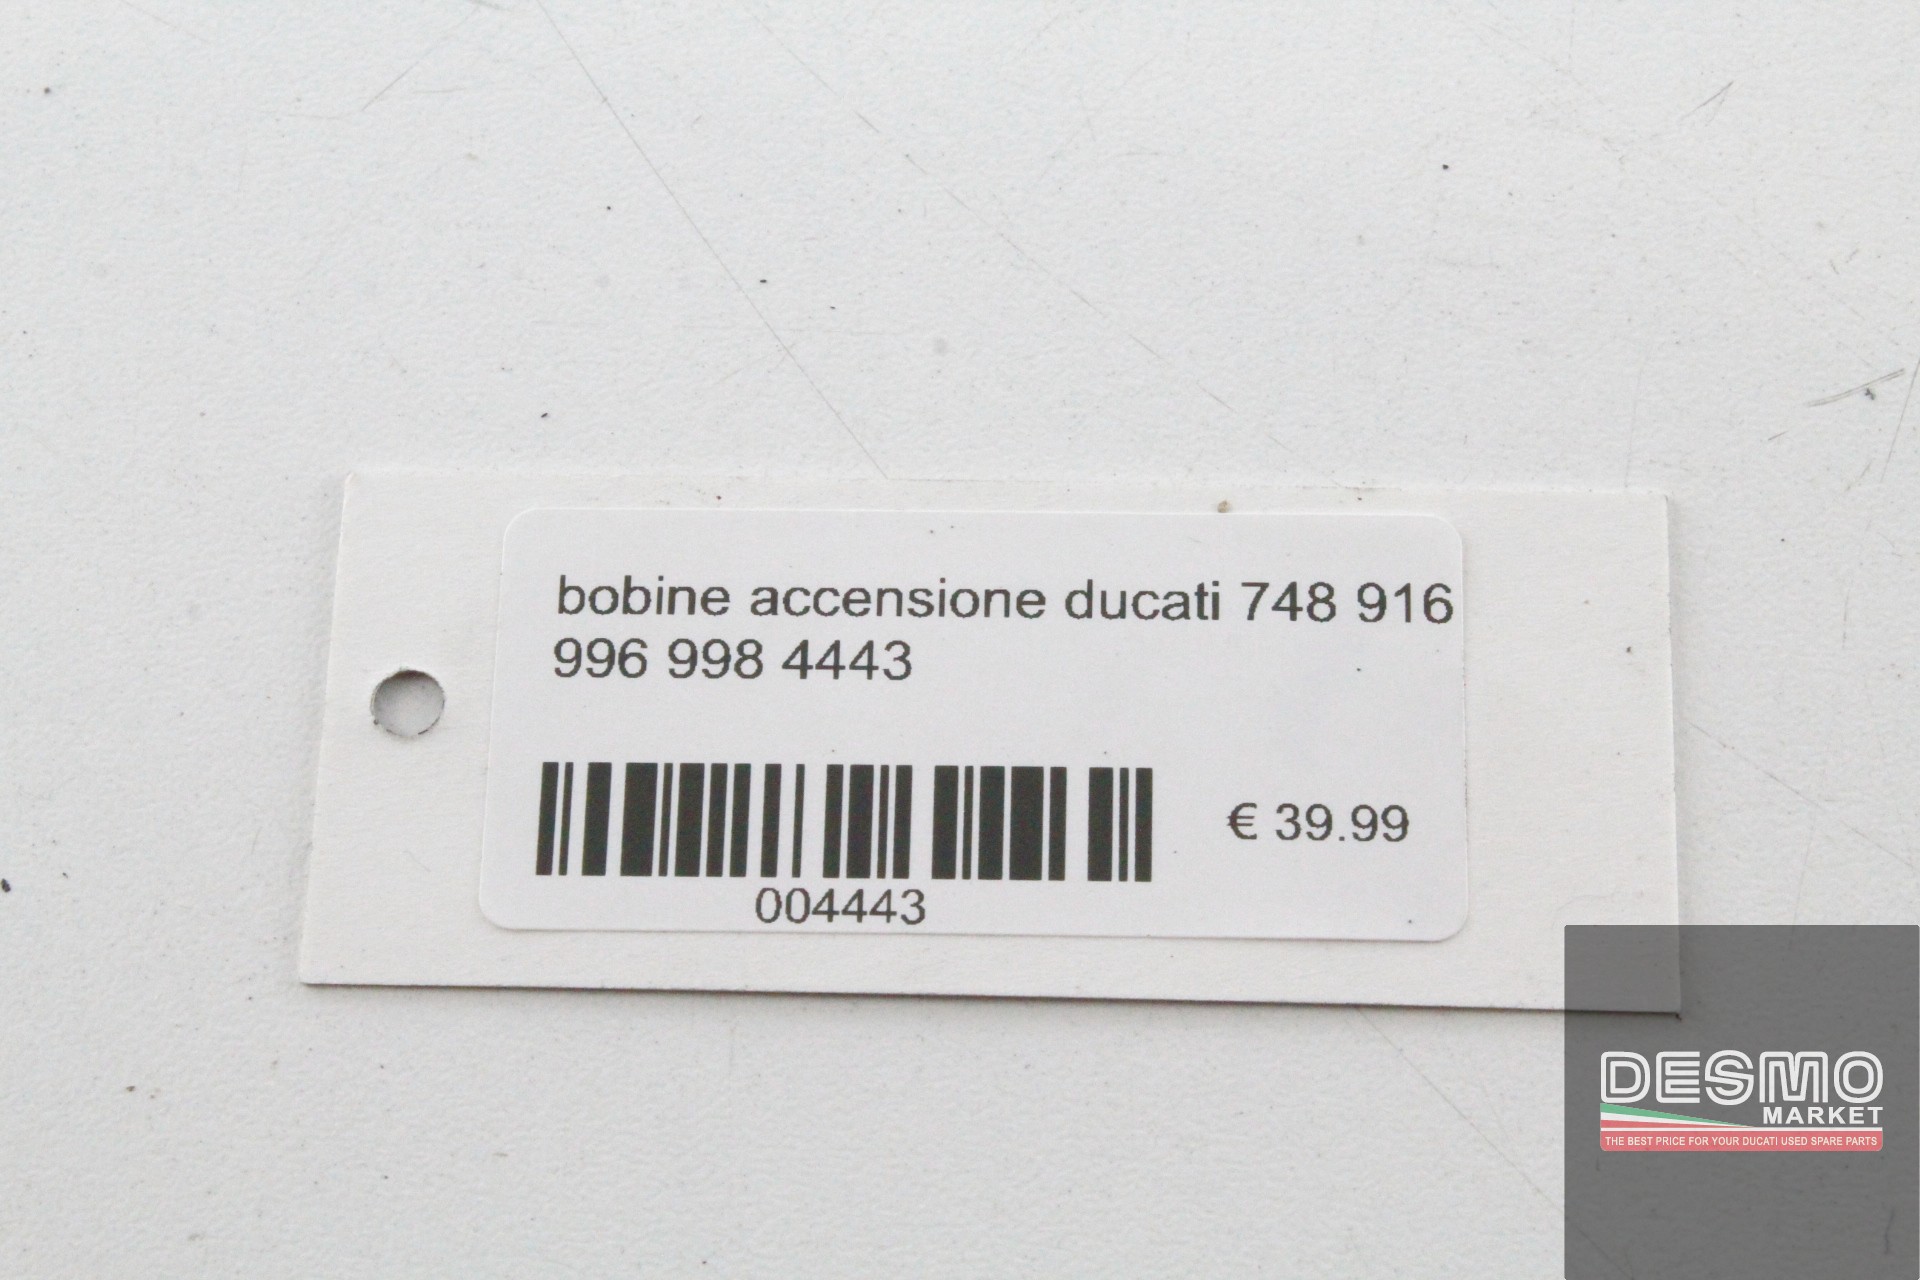 bobine accensione ducati 748 916
996 998 4443
€ 39.99
004443
DESMO
MARKET
THE BEST PRICE FOR YOUR DUCATI USED SPARE PARTS